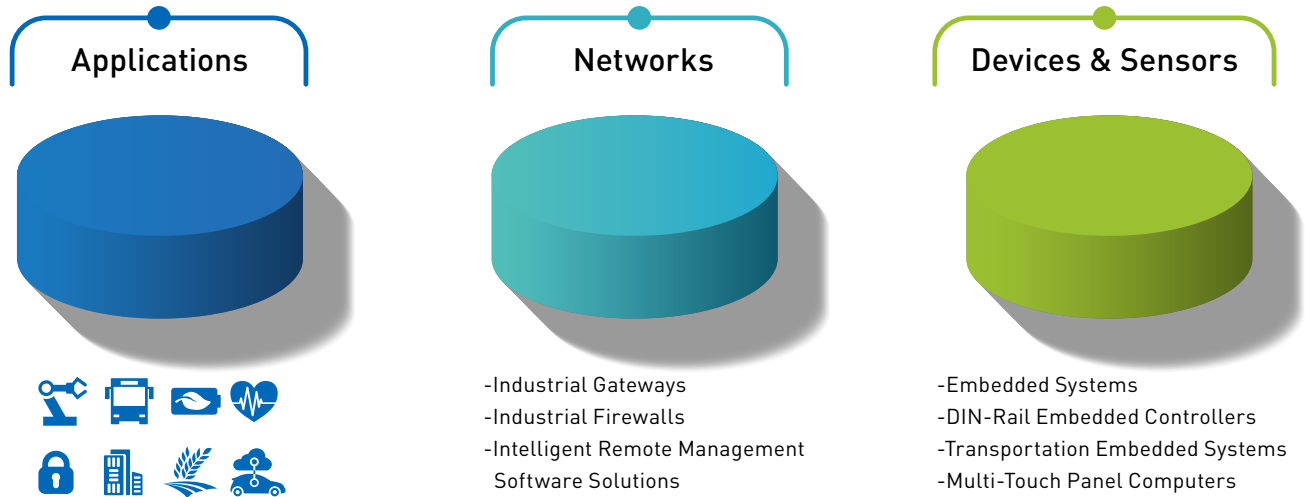 Applications
Networks
Devices & Sensors
-Industrial Gateways
-Industrial Firewalls
-Intelligent Remote Management
Software Solutions
-Embedded Systems
-DIN-Rail Embedded Controllers
-Transportation Embedded Systems
-Multi-Touch Panel Computers